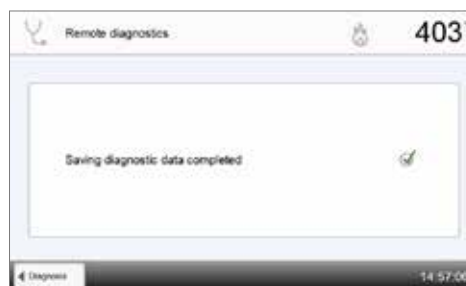 Remote diagnostics
403°
Saving diagnostic data completed
Diagnosis
14:57:06